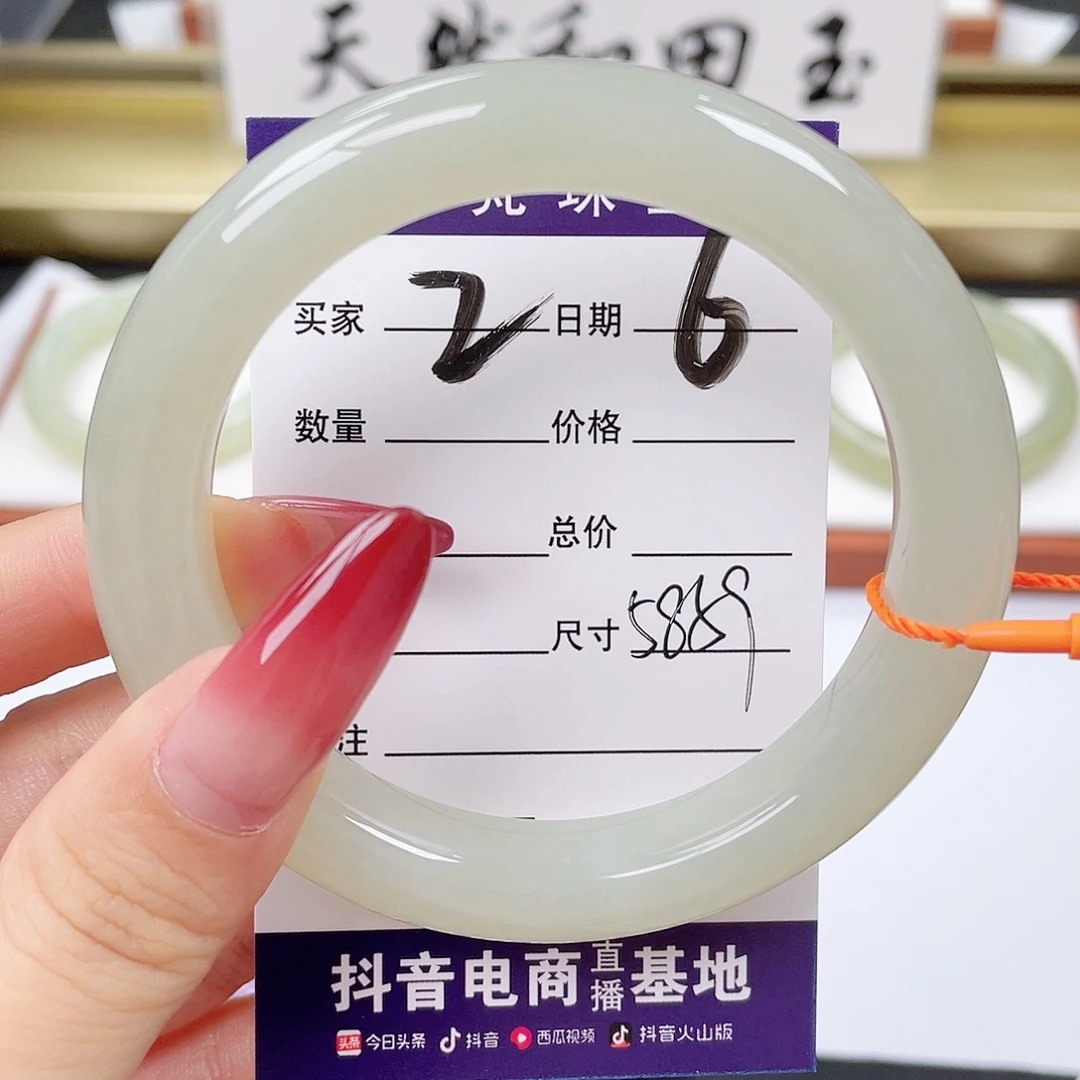 天然和田玉
买家 2 日期 6
数量 价格
总价
尺寸 58
注
抖音电商直播基地
今日头条 抖音 西瓜视频 抖音火山版